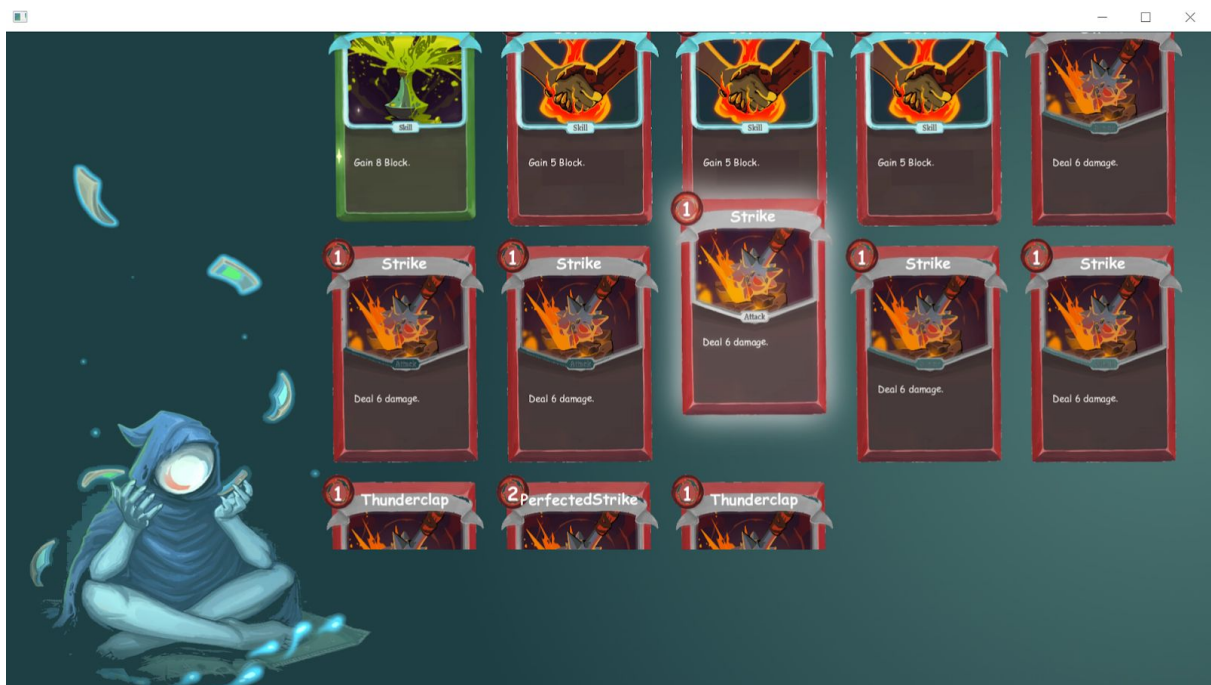 Skill
Skill
Skill
Skill
Gain 8 Block.
Gain 5 Block.
Gain 5 Block.
Gain 5 Block.
Deal 6 damage.
1
Strike
1
Strike
1
Strike
1
Strike
1
Strike
Attack
Attack
Attack
Deal 6 damage.
Deal 6 damage.
Deal 6 damage.
Deal 6 damage.
Deal 6 damage.
1
Thunderclap
2
PerfectedStrike
1
Thunderclap